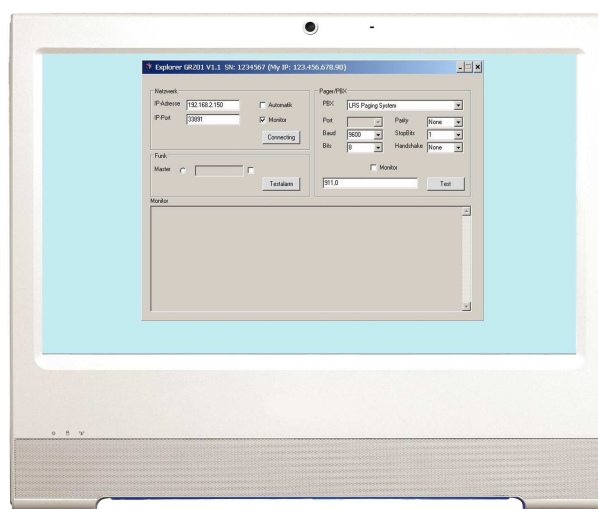 Explorer GRZ01 V1.1 SN: 1234567 (My IP: 123.456.678.90)
Netzwerk
IP-Adresse 192.168.2.150 Automatik
IP-Port 33891 Monitor
Connecting
Funk
Master
Testalarm
Pager/PBX
PBX LRS Paging System
Port Parity None
Baud 9600 StopBits 1
Bits 8 Handshake None
Monitor
911,0 Test
Monitor